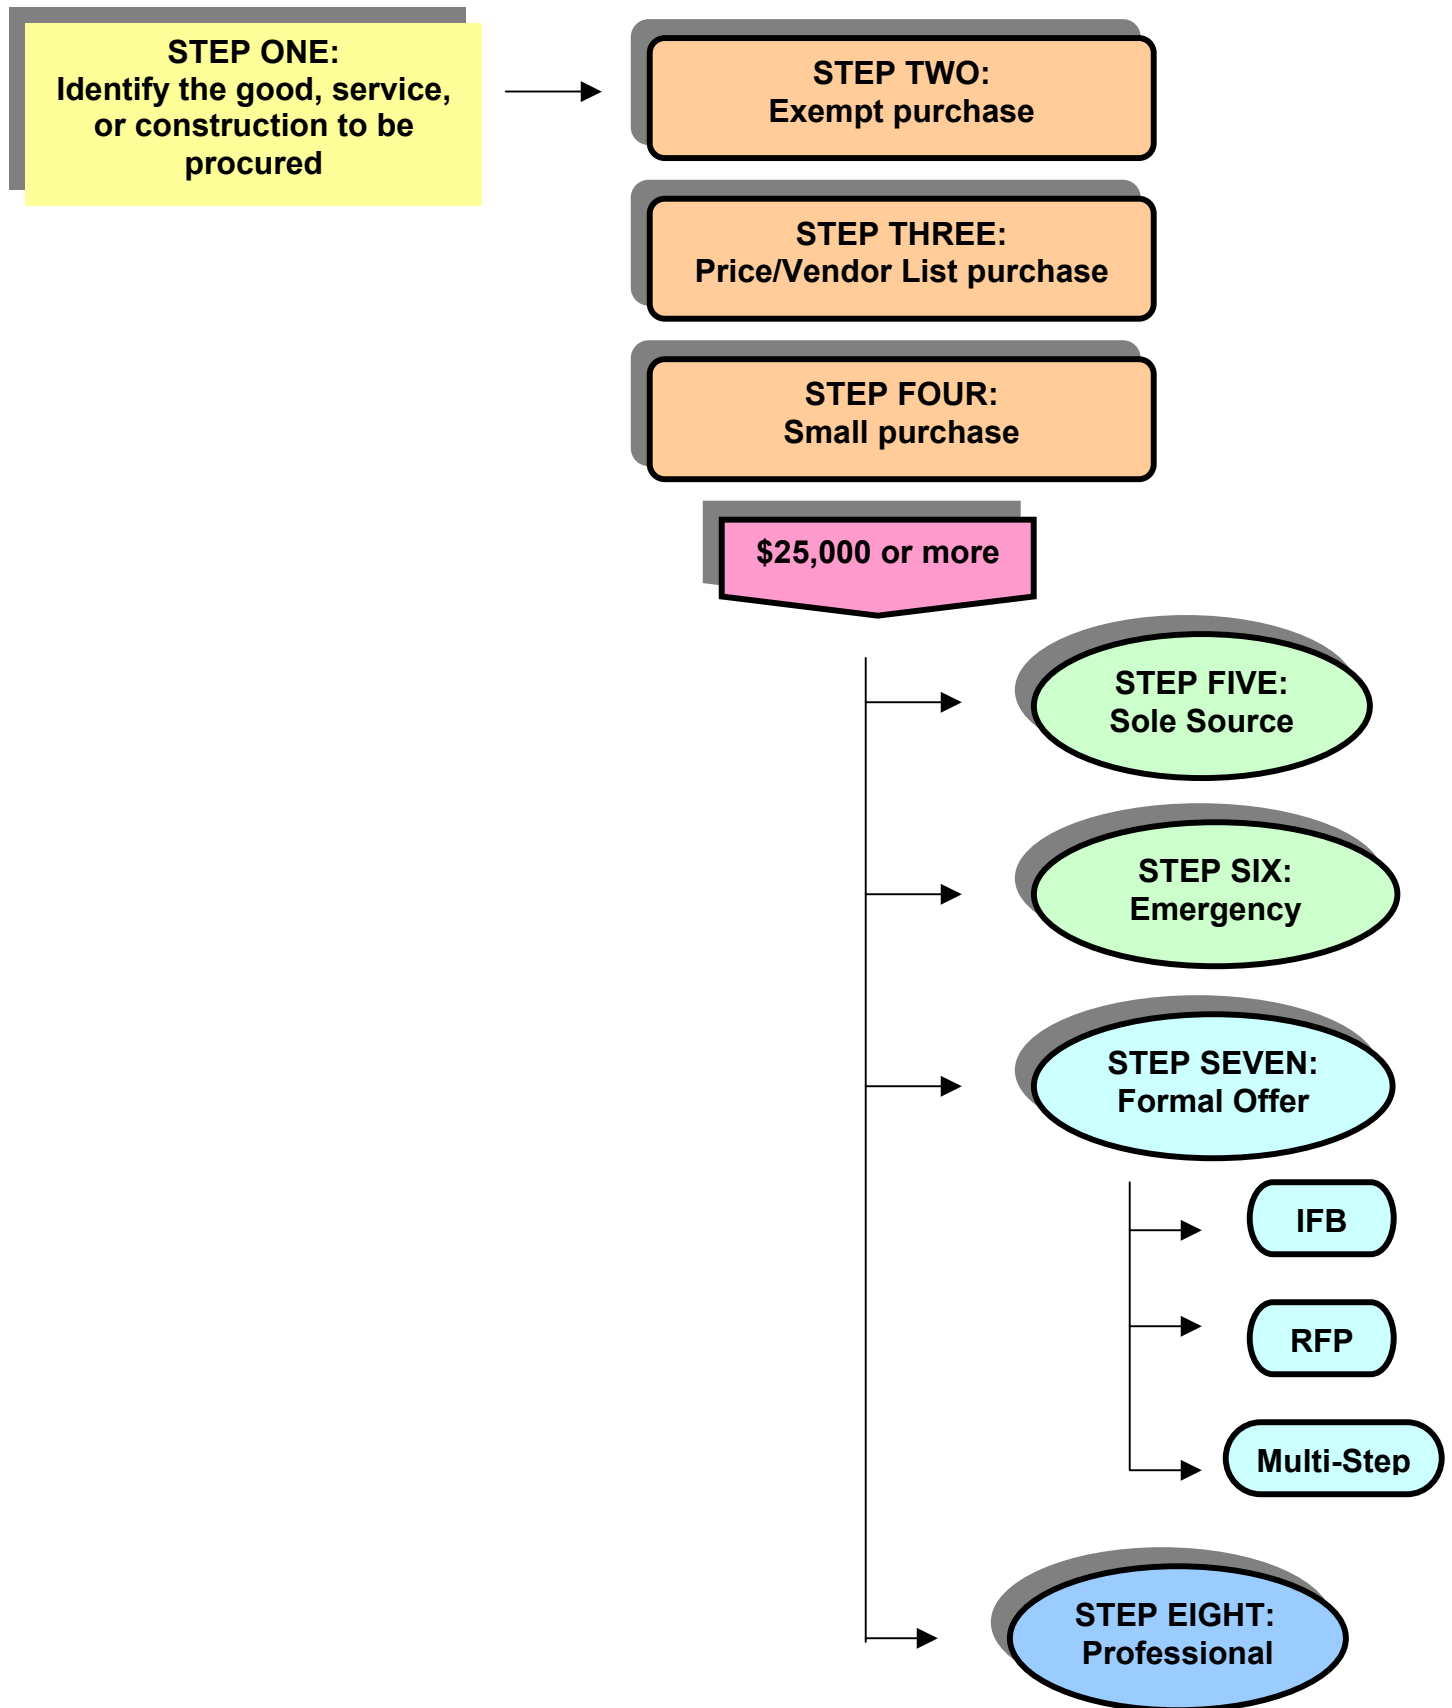 STEP ONE:
Identify the good, service,
or construction to be
procured
STEP TWO:
Exempt purchase
STEP THREE:
Price/Vendor List purchase
STEP FOUR:
Small purchase
$25,000 or more
STEP FIVE:
Sole Source
STEP SIX:
Emergency
STEP SEVEN:
Formal Offer
IFB
RFP
Multi-Step
STEP EIGHT:
Professional